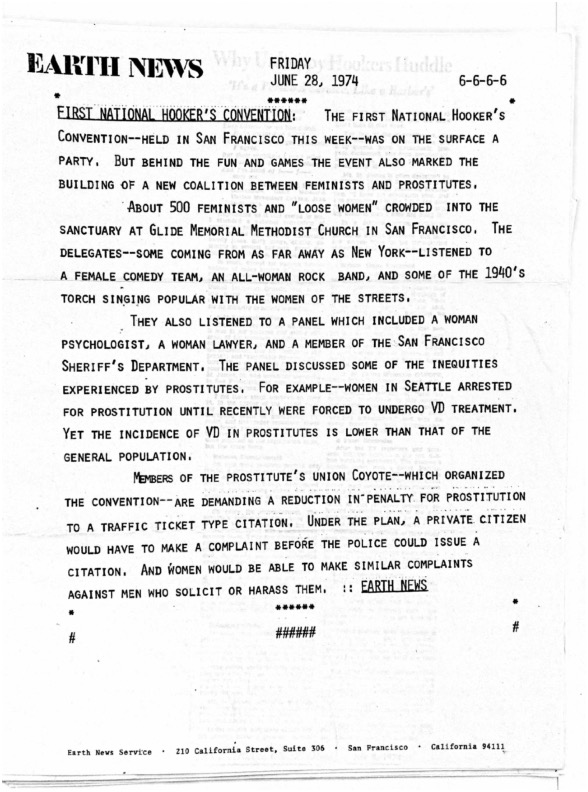 Why U Hookers Huddle
EARTH NEWS
FRIDAY
JUNE 28, 1974
6-6-6-6
* ****** *
FIRST NATIONAL HOOKER'S CONVENTION: THE FIRST NATIONAL HOOKER'S
CONVENTION--HELD IN SAN FRANCISCO THIS WEEK--WAS ON THE SURFACE A
PARTY. BUT BEHIND THE FUN AND GAMES THE EVENT ALSO MARKED THE
BUILDING OF A NEW COALITION BETWEEN FEMINISTS AND PROSTITUTES.
ABOUT 500 FEMINISTS AND "LOOSE WOMEN" CROWDED INTO THE
SANCTUARY AT GLIDE MEMORIAL METHODIST CHURCH IN SAN FRANCISCO. THE
DELEGATES--SOME COMING FROM AS FAR AWAY AS NEW YORK--LISTENED TO
A FEMALE COMEDY TEAM, AN ALL-WOMAN ROCK BAND, AND SOME OF THE 1940'S
TORCH SINGING POPULAR WITH THE WOMEN OF THE STREETS.
THEY ALSO LISTENED TO A PANEL WHICH INCLUDED A WOMAN
PSYCHOLOGIST, A WOMAN LAWYER, AND A MEMBER OF THE SAN FRANCISCO
SHERIFF'S DEPARTMENT. THE PANEL DISCUSSED SOME OF THE INEQUITIES
EXPERIENCED BY PROSTITUTES. FOR EXAMPLE--WOMEN IN SEATTLE ARRESTED
FOR PROSTITUTION UNTIL RECENTLY WERE FORCED TO UNDERGO VD TREATMENT.
YET THE INCIDENCE OF VD IN PROSTITUTES IS LOWER THAN THAT OF THE
GENERAL POPULATION.
MEMBERS OF THE PROSTITUTE'S UNION COYOTE--WHICH ORGANIZED
THE CONVENTION--ARE DEMANDING A REDUCTION IN PENALTY FOR PROSTITUTION
TO A TRAFFIC TICKET TYPE CITATION. UNDER THE PLAN, A PRIVATE CITIZEN
WOULD HAVE TO MAKE A COMPLAINT BEFORE THE POLICE COULD ISSUE A
CITATION. AND WOMEN WOULD BE ABLE TO MAKE SIMILAR COMPLAINTS
AGAINST MEN WHO SOLICIT OR HARASS THEM. :: EARTH NEWS
* ****** *
# ###### #
Earth News Service · 210 California Street, Suite 306 · San Francisco · California 94111